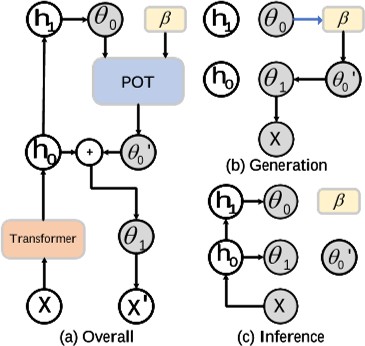 h₁ θ₀ β
POT
h₀ + θ₀'
Transformer θ₁
X X'
(a) Overall
h₁ θ₀ β
h₀ θ₁ θ₀'
X
(b) Generation
h₁ θ₀ β
h₀ θ₁ θ₀'
X
(c) Inference